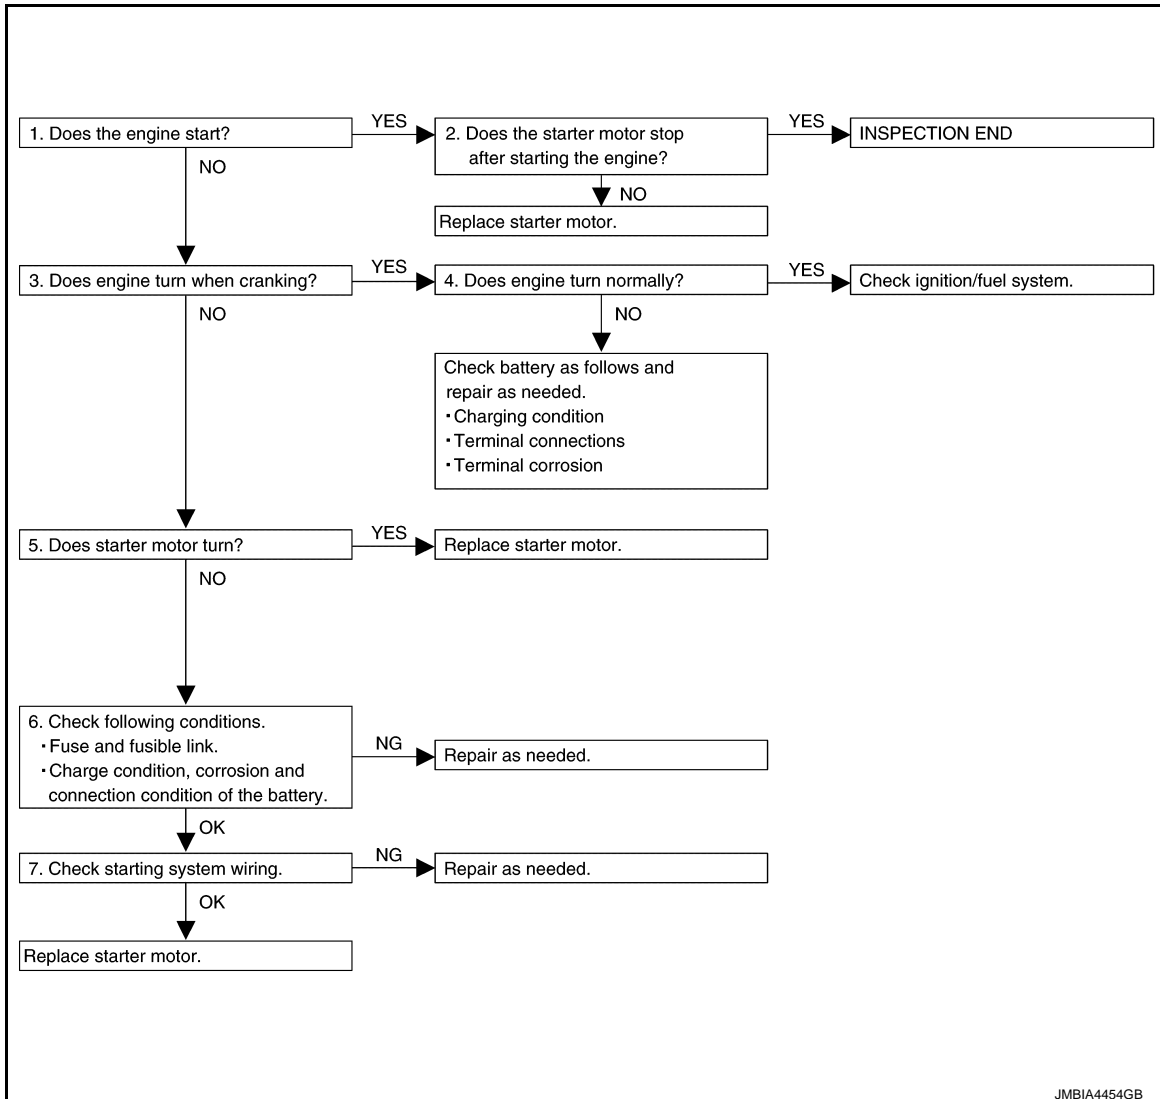 1. Does the engine start?
YES
2. Does the starter motor stop
after starting the engine?
YES
INSPECTION END
NO
NO
Replace starter motor.
3. Does engine turn when cranking?
YES
4. Does engine turn normally?
YES
Check ignition/fuel system.
NO
NO
Check battery as follows and
repair as needed.
・Charging condition
・Terminal connections
・Terminal corrosion
5. Does starter motor turn?
YES
Replace starter motor.
NO
6. Check following conditions.
・Fuse and fusible link.
・Charge condition, corrosion and
connection condition of the battery.
NG
Repair as needed.
OK
7. Check starting system wiring.
NG
Repair as needed.
OK
Replace starter motor.
JMBIA4454GB